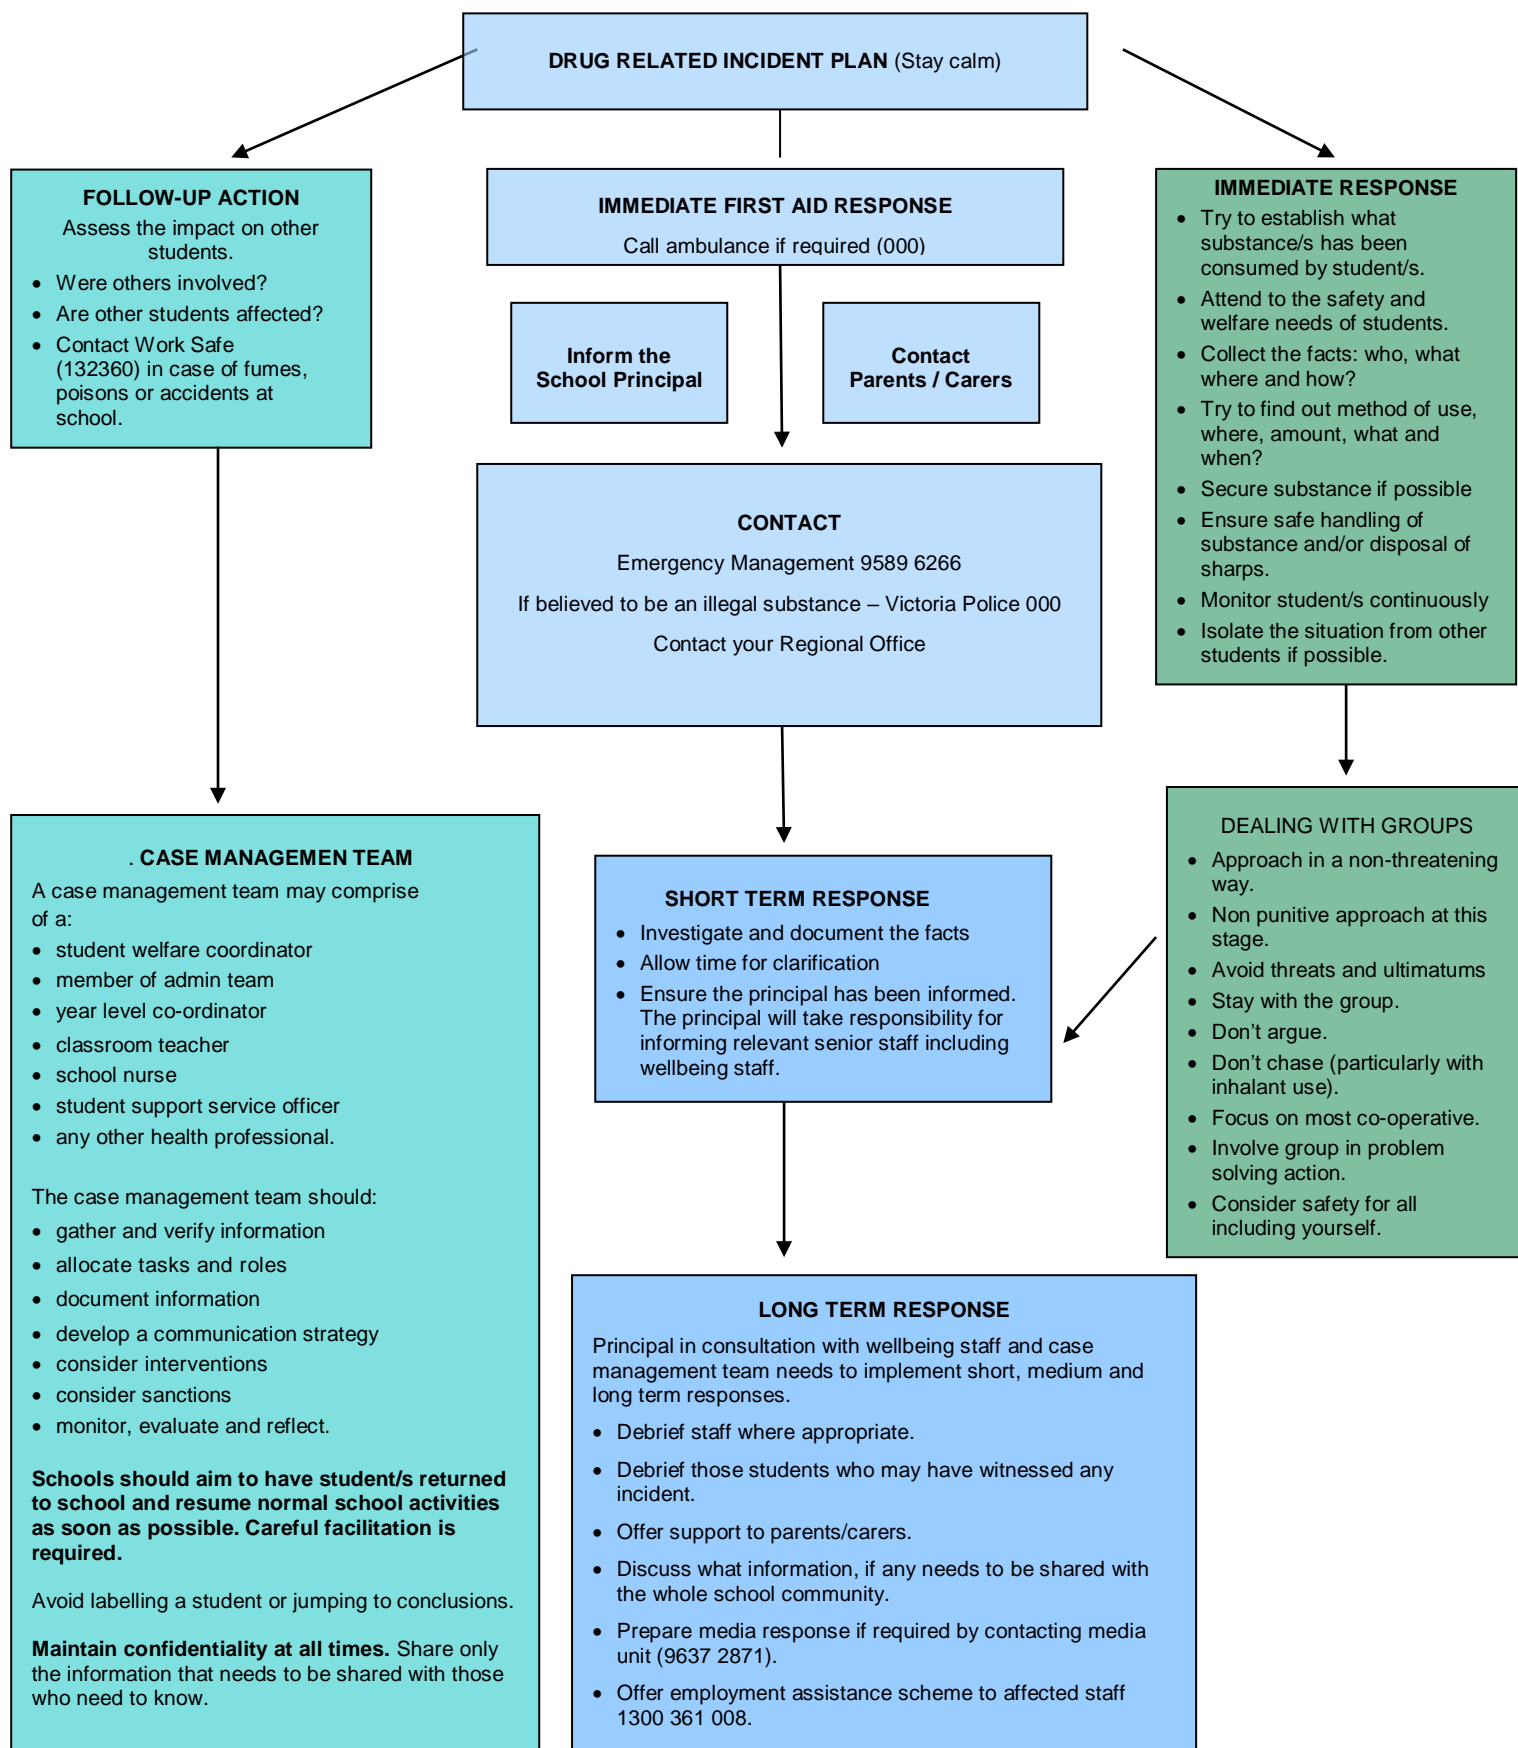 DRUG RELATED INCIDENT PLAN (Stay calm)
FOLLOW-UP ACTION
Assess the impact on other
students.
• Were others involved?
• Are other students affected?
• Contact Work Safe
(132360) in case of fumes,
poisons or accidents at
school.
IMMEDIATE FIRST AID RESPONSE
Call ambulance if required (000)
Inform the
School Principal
Contact
Parents / Carers
IMMEDIATE RESPONSE
• Try to establish what
substance/s has been
consumed by student/s.
• Attend to the safety and
welfare needs of students.
• Collect the facts: who, what
where and how?
• Try to find out method of use,
where, amount, what and
when?
• Secure substance if possible
• Ensure safe handling of
substance and/or disposal of
sharps.
• Monitor student/s continuously
• Isolate the situation from other
students if possible.
CONTACT
Emergency Management 9589 6266
If believed to be an illegal substance – Victoria Police 000
Contact your Regional Office
. CASE MANAGEMEN TEAM
A case management team may comprise
of a:
• student welfare coordinator
• member of admin team
• year level co-ordinator
• classroom teacher
• school nurse
• student support service officer
• any other health professional.
The case management team should:
• gather and verify information
• allocate tasks and roles
• document information
• develop a communication strategy
• consider interventions
• consider sanctions
• monitor, evaluate and reflect.
Schools should aim to have student/s returned
to school and resume normal school activities
as soon as possible. Careful facilitation is
required.
Avoid labelling a student or jumping to conclusions.
Maintain confidentiality at all times. Share only
the information that needs to be shared with those
who need to know.
SHORT TERM RESPONSE
• Investigate and document the facts
• Allow time for clarification
• Ensure the principal has been informed.
The principal will take responsibility for
informing relevant senior staff including
wellbeing staff.
DEALING WITH GROUPS
• Approach in a non-threatening
way.
• Non punitive approach at this
stage.
• Avoid threats and ultimatums
• Stay with the group.
• Don’t argue.
• Don’t chase (particularly with
inhalant use).
• Focus on most co-operative.
• Involve group in problem
solving action.
• Consider safety for all
including yourself.
LONG TERM RESPONSE
Principal in consultation with wellbeing staff and case
management team needs to implement short, medium and
long term responses.
• Debrief staff where appropriate.
• Debrief those students who may have witnessed any
incident.
• Offer support to parents/carers.
• Discuss what information, if any needs to be shared with
the whole school community.
• Prepare media response if required by contacting media
unit (9637 2871).
• Offer employment assistance scheme to affected staff
1300 361 008.